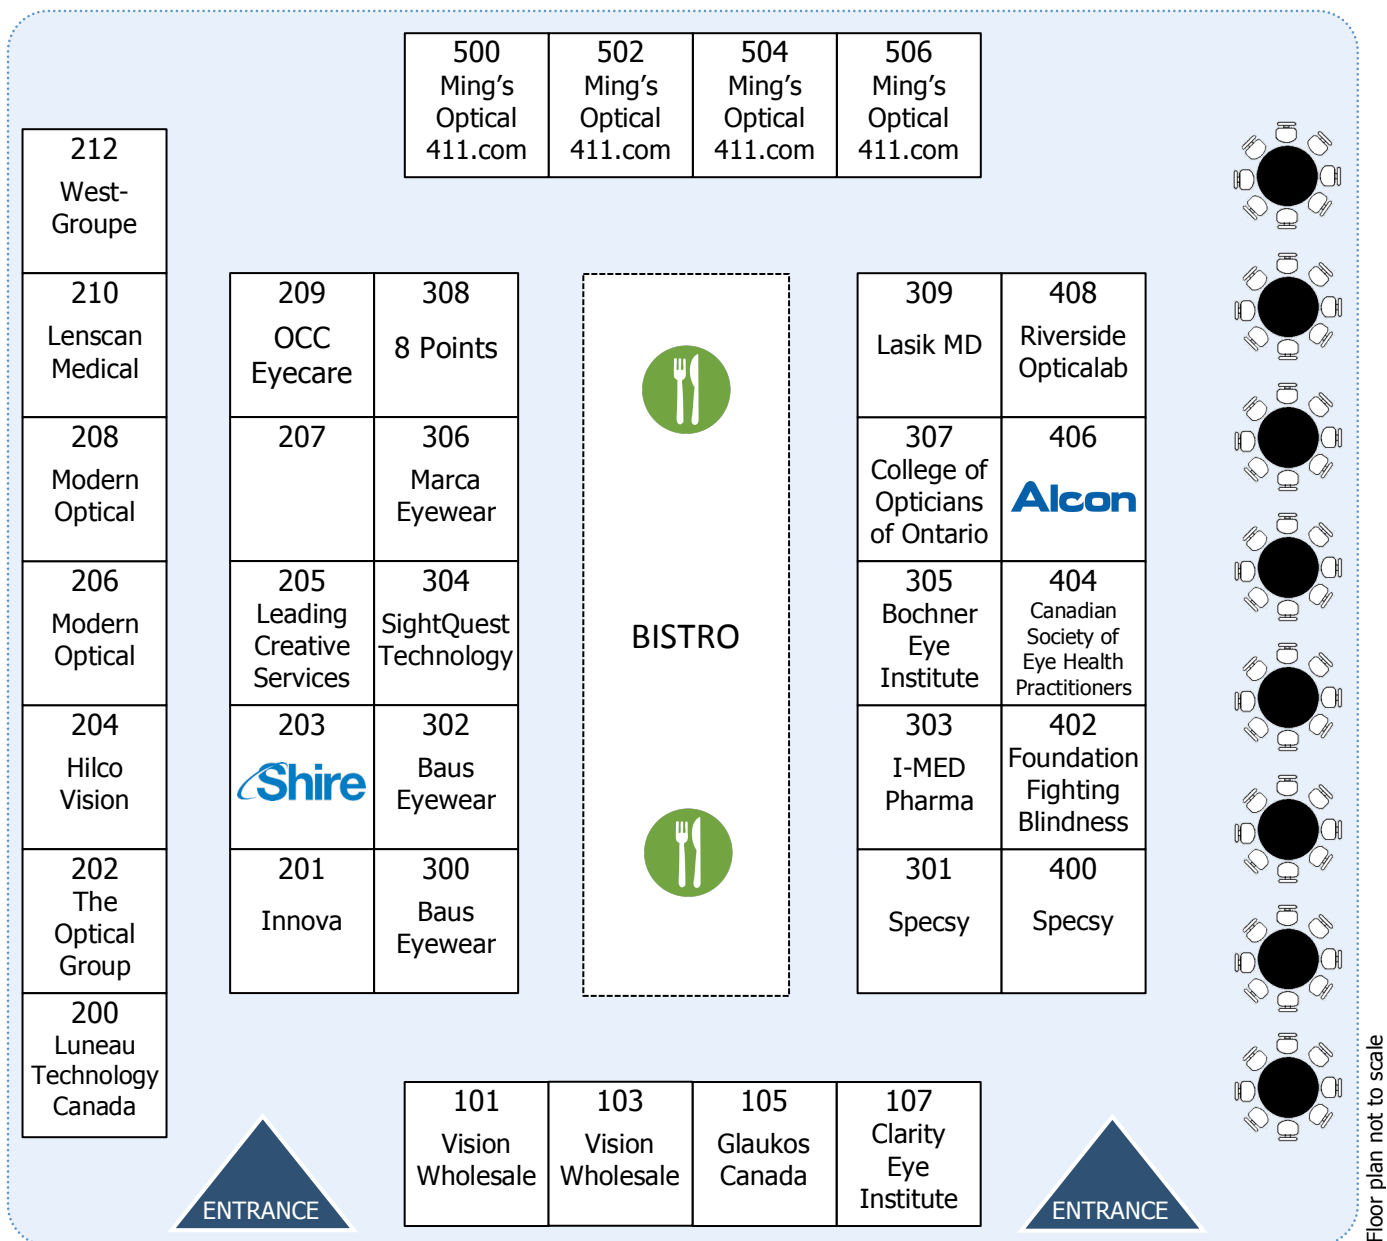 500
Ming’s
Optical
411.com
502
Ming’s
Optical
411.com
504
Ming’s
Optical
411.com
506
Ming’s
Optical
411.com
212
West-
Groupe
210
Lenscan
Medical
208
Modern
Optical
206
Modern
Optical
204
Hilco
Vision
202
The
Optical
Group
200
Luneau
Technology
Canada
209
OCC
Eyecare
308
8 Points
207
306
Marca
Eyewear
205
Leading
Creative
Services
304
SightQuest
Technology
203
Shire
302
Baus
Eyewear
201
Innova
300
Baus
Eyewear
BISTRO
309
Lasik MD
408
Riverside
Opticalab
307
College of
Opticians
of Ontario
406
Alcon
305
Bochner
Eye
Institute
404
Canadian
Society of
Eye Health
Practitioners
303
I-MED
Pharma
402
Foundation
Fighting
Blindness
301
Specsy
400
Specsy
101
Vision
Wholesale
103
Vision
Wholesale
105
Glaukos
Canada
107
Clarity
Eye
Institute
ENTRANCE
ENTRANCE
Floor plan not to scale